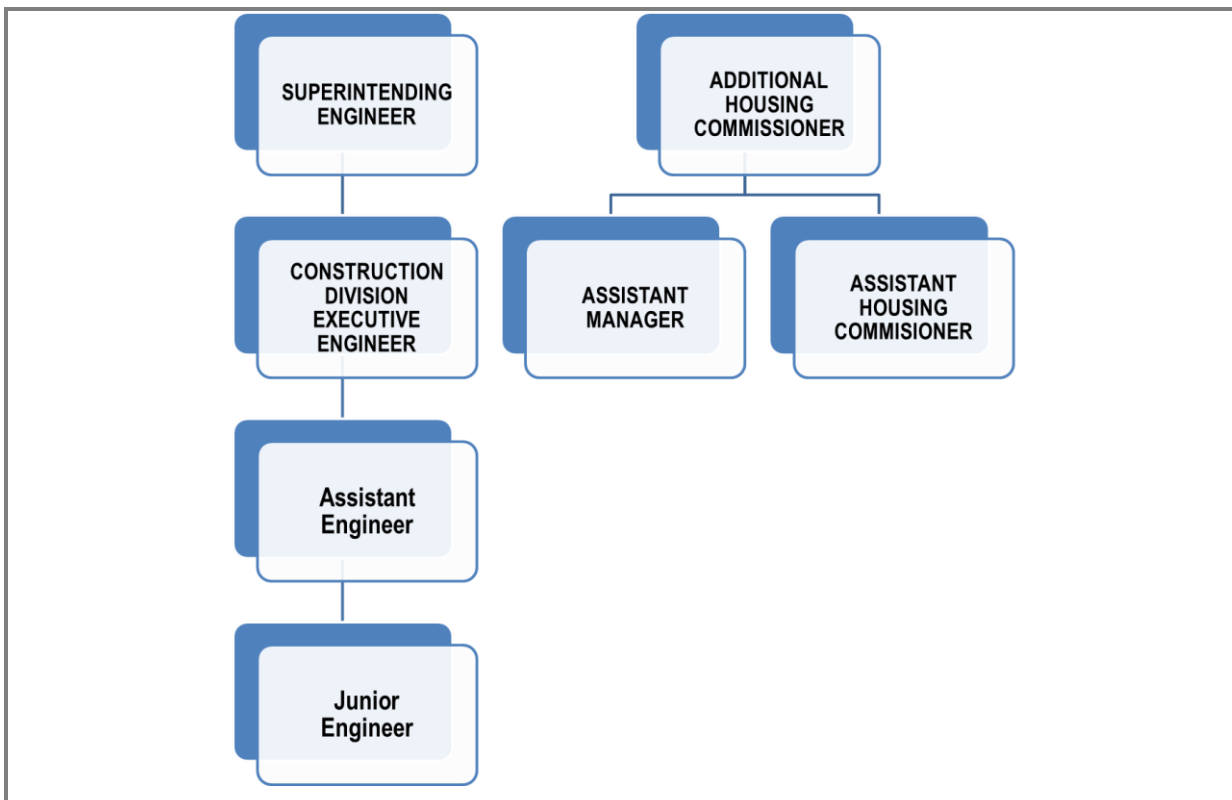 SUPERINTENDING
ENGINEER
ADDITIONAL
HOUSING
COMMISSIONER
CONSTRUCTION
DIVISION
EXECUTIVE
ENGINEER
ASSISTANT
MANAGER
ASSISTANT
HOUSING
COMMISIONER
Assistant
Engineer
Junior
Engineer